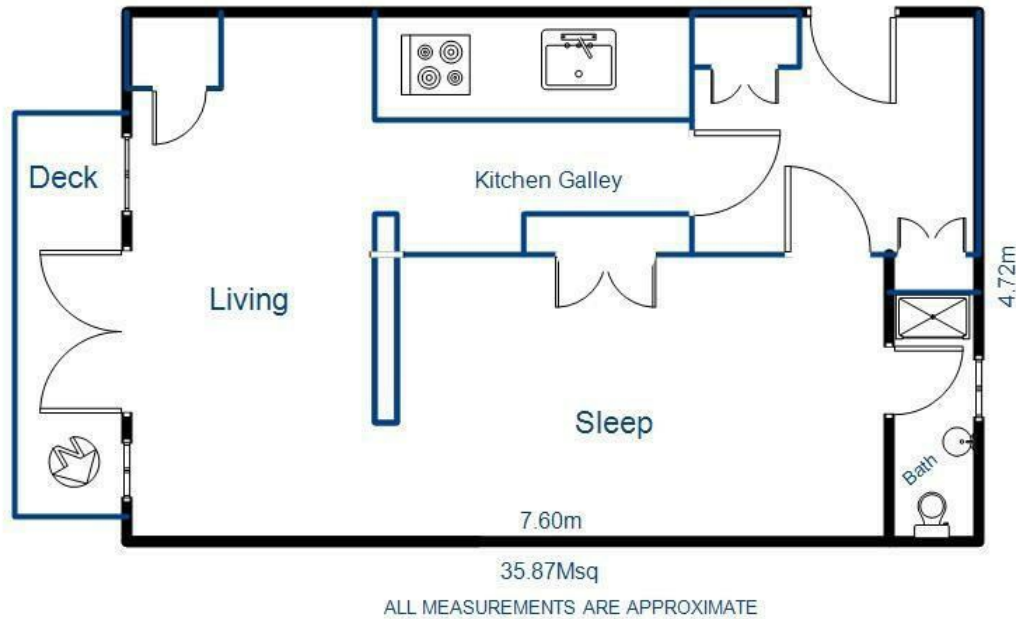 Deck
Kitchen Galley
Living
4.72m
Sleep
Bath
7.60m
35.87Msq
ALL MEASUREMENTS ARE APPROXIMATE